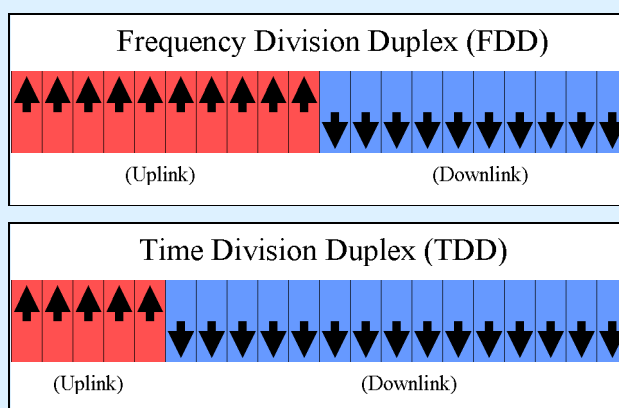 Frequency Division Duplex (FDD)
(Uplink) (Downlink)
Time Division Duplex (TDD)
(Uplink) (Downlink)